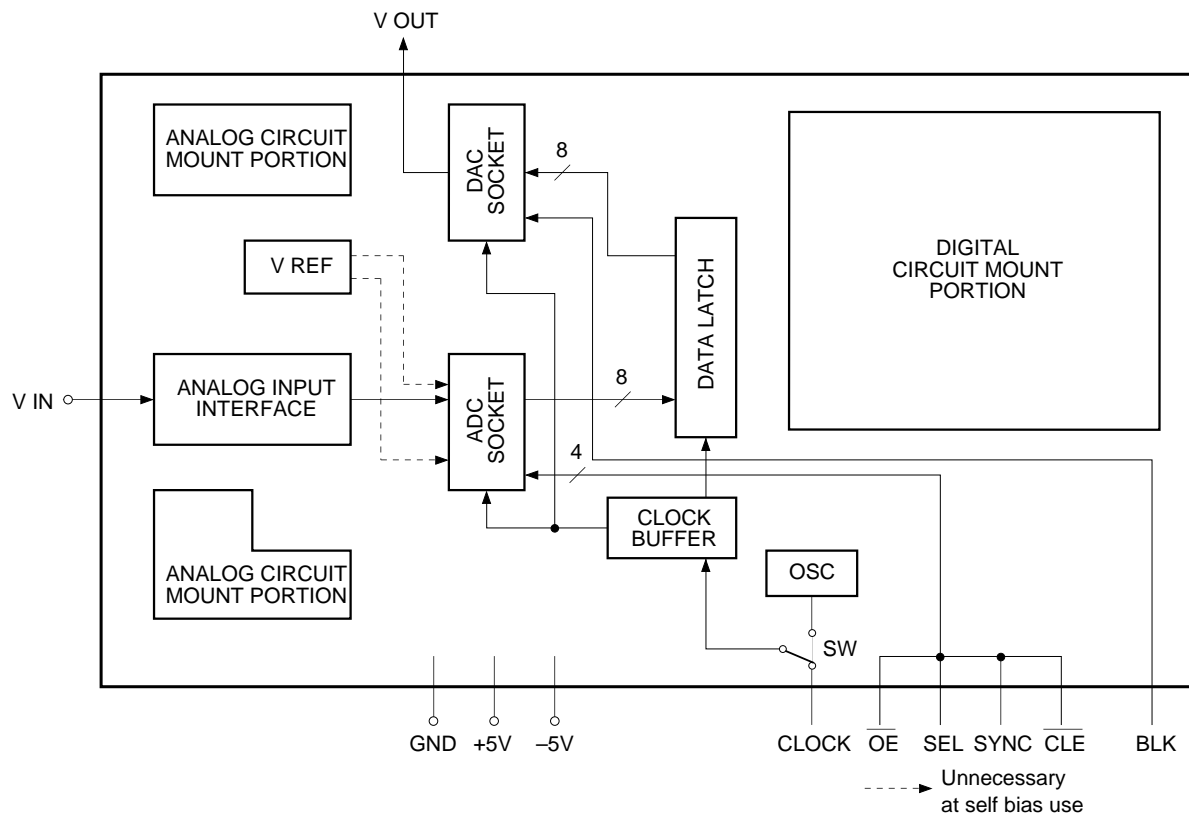 V OUT
ANALOG CIRCUIT
MOUNT PORTION
DAC
SOCKET
8
DIGITAL
CIRCUIT MOUNT
PORTION
V REF
DATA LATCH
V IN
ANALOG INPUT
INTERFACE
ADC
SOCKET
8
4
CLOCK
BUFFER
ANALOG CIRCUIT
MOUNT PORTION
OSC
SW
GND
+5V
–5V
CLOCK
O̅E̅
SEL
SYNC
C̅L̅E̅
BLK
Unnecessary
at self bias use